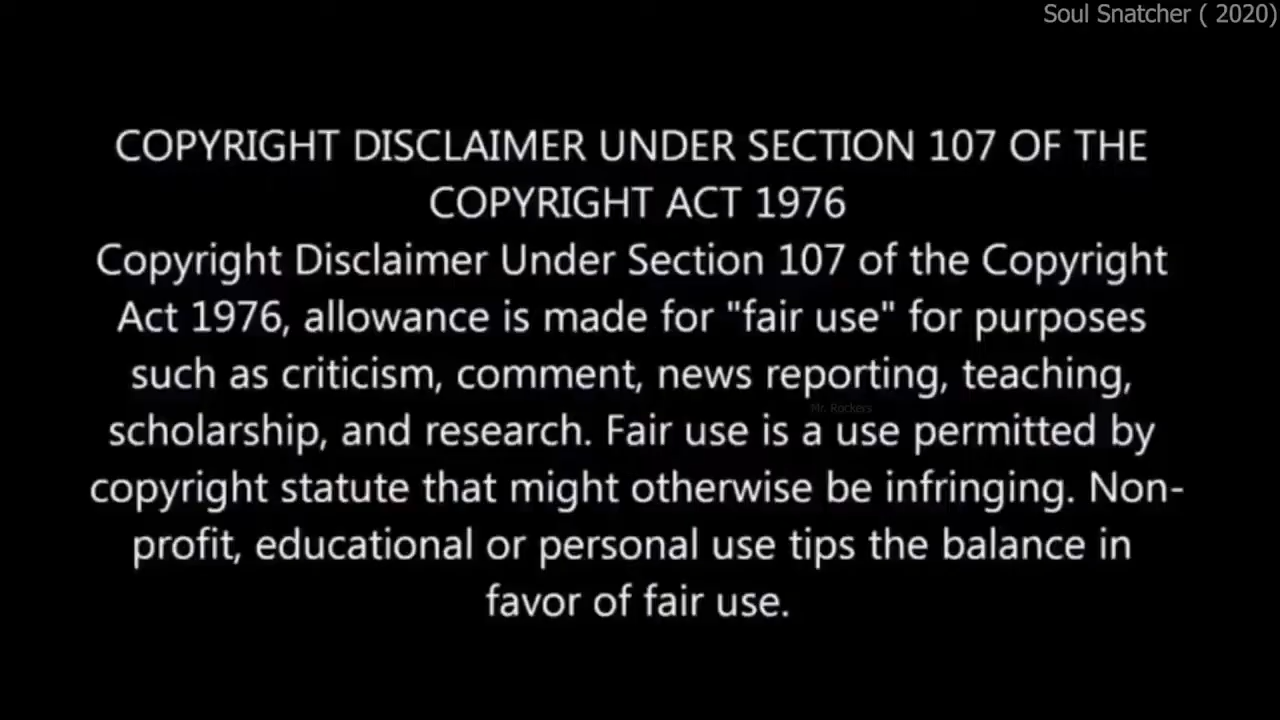 Soul Snatcher ( 2020)
COPYRIGHT DISCLAIMER UNDER SECTION 107 OF THE
COPYRIGHT ACT 1976
Copyright Disclaimer Under Section 107 of the Copyright
Act 1976, allowance is made for "fair use" for purposes
such as criticism, comment, news reporting, teaching,
Mr. Rockers
scholarship, and research. Fair use is a use permitted by
copyright statute that might otherwise be infringing. Non-
profit, educational or personal use tips the balance in
favor of fair use.